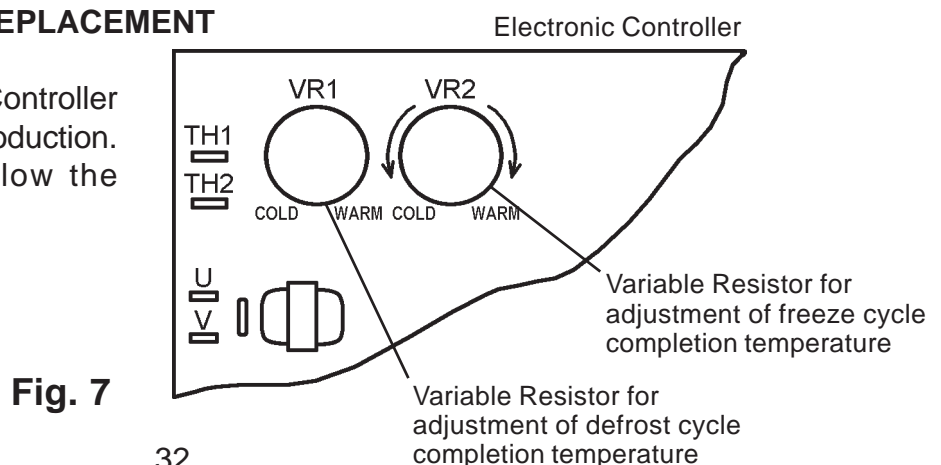 EPLACEMENT
Controller
oduction.
low the
Electronic Controller
VR1
VR2
TH1
TH2
COLD
WARM
COLD
WARM
U
V
Variable Resistor for
adjustment of freeze cycle
completion temperature
Variable Resistor for
adjustment of defrost cycle
completion temperature
Fig. 7
32